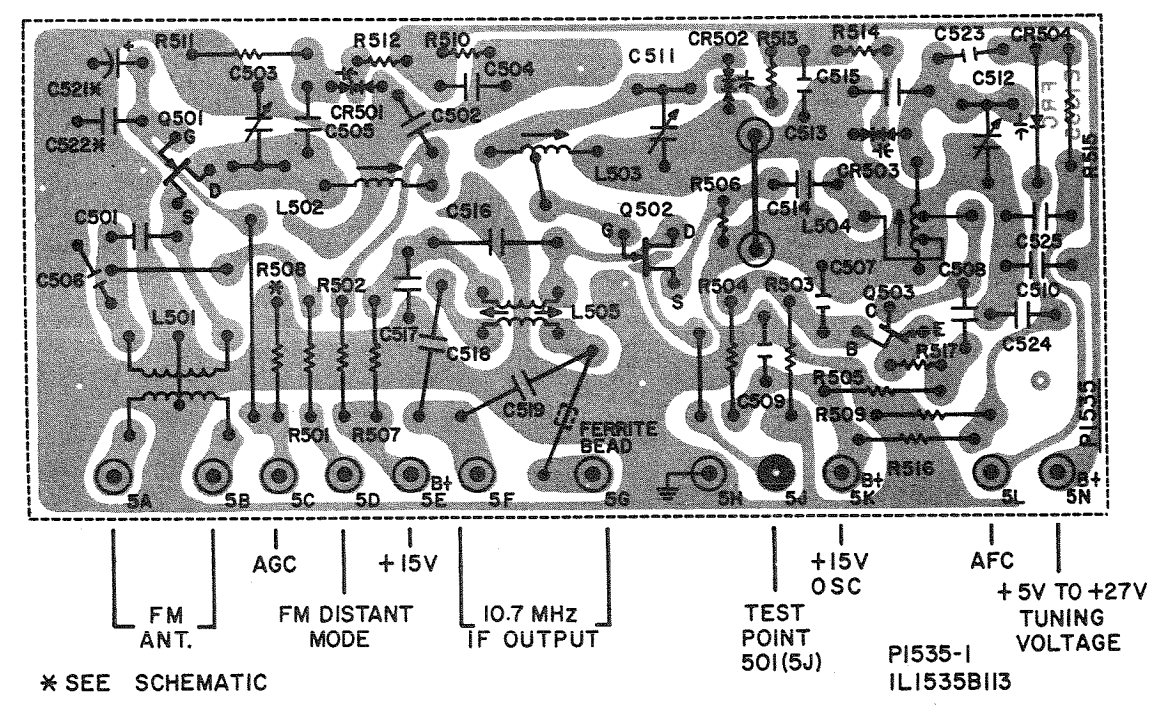 R511
R512
R510
CR502
R513
R514
C523
CR504
C503
C504
C511
C515
C512
C521*
CR501
C505
C502
C513
Q501
G
C522*
D
S
L503
CR503
R515
L502
R506
C514
L504
C501
C516
Q502
G
D
S
C525
C506
R508
*
R502
R504
R503
C507
C508
C510
L501
C517
C518
L505
Q503
C
B
E
R517
C524
R505
C519
C509
R509
R501
R507
FERRITE
BEAD
R516
P1535
5A
5B
5C
5D
B+
5E
5F
5G
5H
5J
B+
5K
5L
B+
5N
AGC
+15V
+15V
OSC
AFC
+5V TO +27V
TUNING
VOLTAGE
FM
ANT.
FM DISTANT
MODE
10.7 MHz
IF OUTPUT
TEST
POINT
501(5J)
P1535-1
IL1535B113
* SEE SCHEMATIC